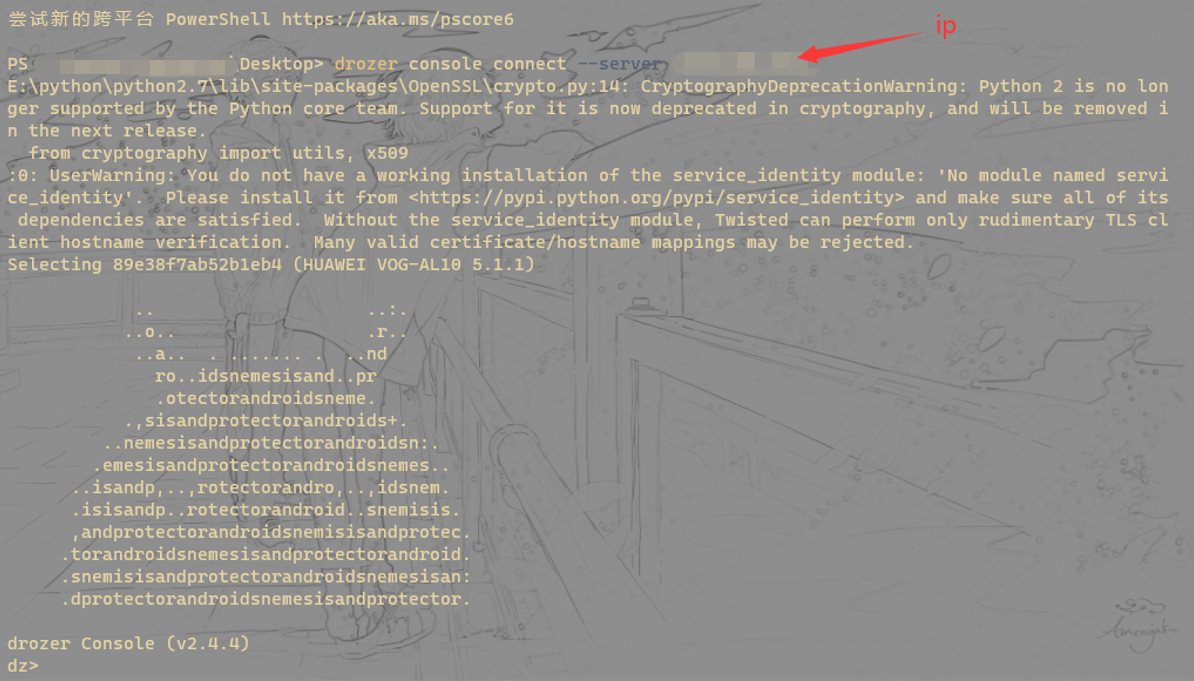 尝试新的跨平台 PowerShell https://aka.ms/pscore6
ip
PS Desktop> drozer console connect --server
E:\python\python2.7\lib\site-packages\OpenSSL\crypto.py:14: CryptographyDeprecationWarning: Python 2 is no lon
ger supported by the Python core team. Support for it is now deprecated in cryptography, and will be removed i
n the next release.
  from cryptography import utils, x509
:0: UserWarning: You do not have a working installation of the service_identity module: 'No module named servi
ce_identity'.  Please install it from <https://pypi.python.org/pypi/service_identity> and make sure all of its
 dependencies are satisfied.  Without the service_identity module, Twisted can perform only rudimentary TLS cl
ient hostname verification.  Many valid certificate/hostname mappings may be rejected.
Selecting 89e38f7ab52b1eb4 (HUAWEI VOG-AL10 5.1.1)
            ..                    ..:.
           ..o..                  .r..
            ..a..  . ....... .  ..nd
              ro..idsnemesisand..pr
              .otectorandroidsneme.
           .,sisandprotectorandroids+.
         ..nemesisandprotectorandroidsn:.
        .emesisandprotectorandroidsnemes..
      ..isandp,..,rotectorandro,..,idsnem.
      .isisandp..rotectorandroid..snemisis.
      ,andprotectorandroidsnemisisandprotec.
     .torandroidsnemesisandprotectorandroid.
     .snemisisandprotectorandroidsnemesisan:
     .dprotectorandroidsnemesisandprotector.
drozer Console (v2.4.4)
dz>